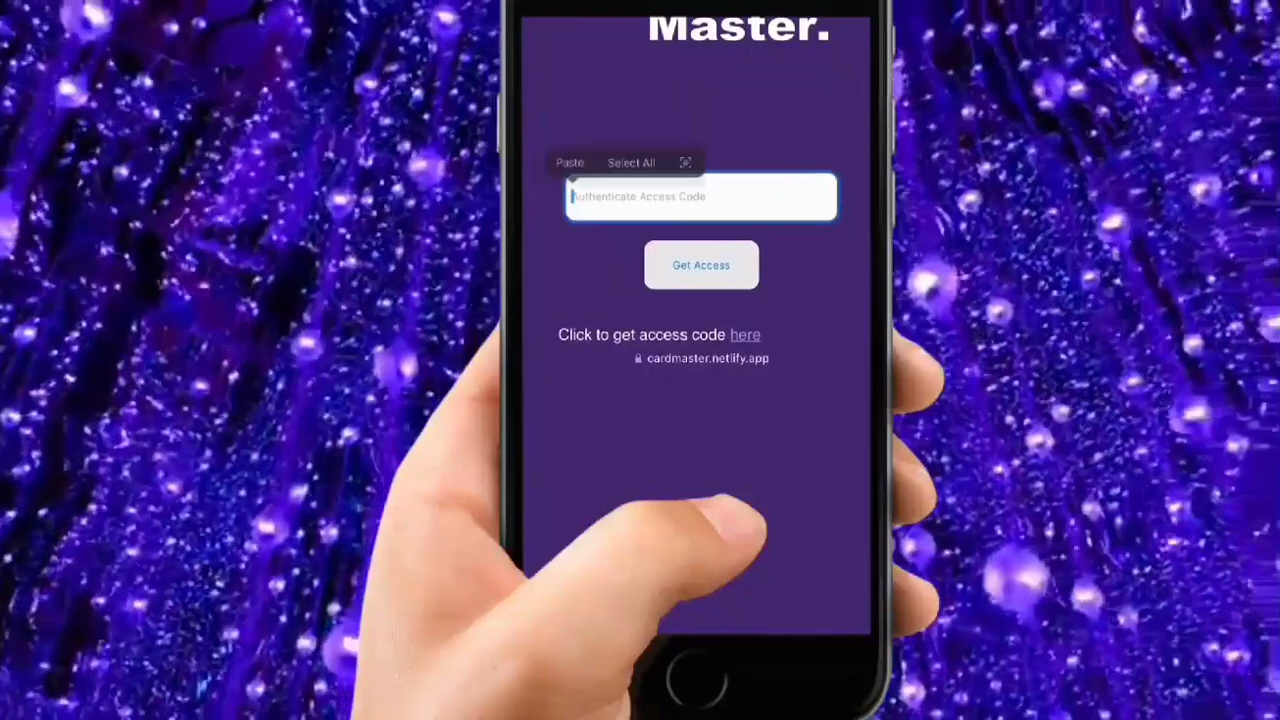 Master.
Paste Select All
Authenticate Access Code
Get Access
Click to get access code here
cardmaster.netlify.app